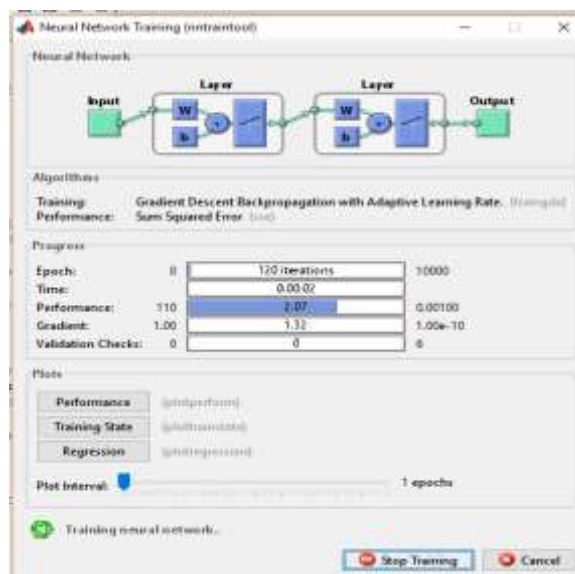 Neural Network Training (nntraintool)
Neural Network
Layer Layer
Input W b W b Output
Algorithms
Training: Gradient Descent Backpropagation with Adaptive Learning Rate.
Performance: Sum Squared Error (sse)
Progress
Epoch: 0 120 iterations 10000
Time: 0:00:02
Performance: 110 2.07 0.00100
Gradient: 1.00 1.32 1.00e-10
Validation Checks: 0 0 6
Plots
Performance (plotperform)
Training State (plottrainstate)
Regression (plotregression)
Plot Interval: 1 epochs
Training neural network...
Stop Training Cancel